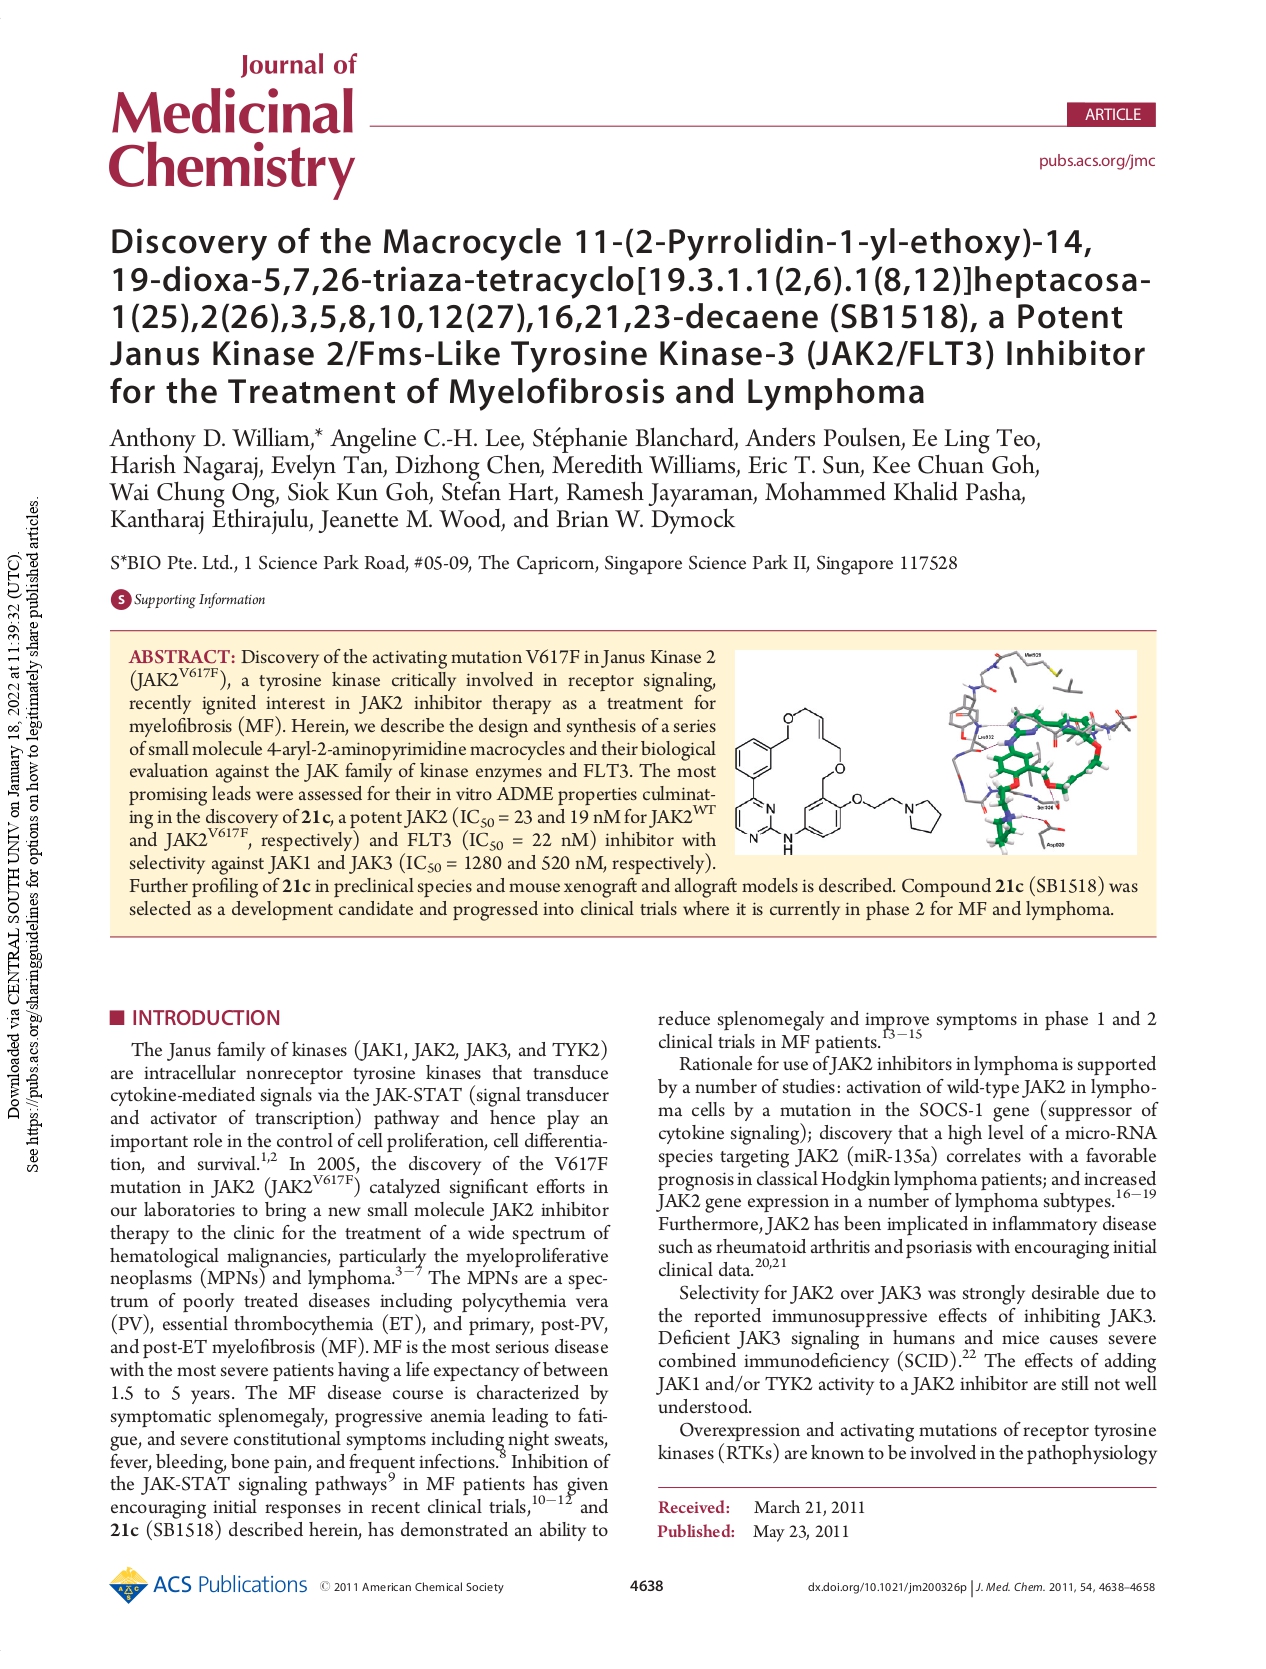 Journal of
Medicinal
Chemistry
ARTICLE
pubs.acs.org/jmc
Discovery of the Macrocycle 11-(2-Pyrrolidin-1-yl-ethoxy)-14,
19-dioxa-5,7,26-triaza-tetracyclo[19.3.1.1(2,6).1(8,12)]heptacosa-
1(25),2(26),3,5,8,10,12(27),16,21,23-decaene (SB1518), a Potent
Janus Kinase 2/Fms-Like Tyrosine Kinase-3 (JAK2/FLT3) Inhibitor
for the Treatment of Myelofibrosis and Lymphoma
Anthony D. William,* Angeline C.-H. Lee, Stéphanie Blanchard, Anders Poulsen, Ee Ling Teo,
Harish Nagaraj, Evelyn Tan, Dizhong Chen, Meredith Williams, Eric T. Sun, Kee Chuan Goh,
Wai Chung Ong, Siok Kun Goh, Stefan Hart, Ramesh Jayaraman, Mohammed Khalid Pasha,
Kantharaj Ethirajulu, Jeanette M. Wood, and Brian W. Dymock
S*BIO Pte. Ltd., 1 Science Park Road, #05-09, The Capricorn, Singapore Science Park II, Singapore 117528
S Supporting Information
ABSTRACT: Discovery of the activating mutation V617F in Janus Kinase 2
(JAK2V617F), a tyrosine kinase critically involved in receptor signaling,
recently ignited interest in JAK2 inhibitor therapy as a treatment for
myelofibrosis (MF). Herein, we describe the design and synthesis of a series
of small molecule 4-aryl-2-aminopyrimidine macrocycles and their biological
evaluation against the JAK family of kinase enzymes and FLT3. The most
promising leads were assessed for their in vitro ADME properties culminat-
ing in the discovery of 21c, a potent JAK2 (IC50 = 23 and 19 nM for JAK2WT
and JAK2V617F, respectively) and FLT3 (IC50 = 22 nM) inhibitor with
selectivity against JAK1 and JAK3 (IC50 = 1280 and 520 nM, respectively).
Further profiling of 21c in preclinical species and mouse xenograft and allograft models is described. Compound 21c (SB1518) was
selected as a development candidate and progressed into clinical trials where it is currently in phase 2 for MF and lymphoma.
O
O
O
N
N
N
N
H
Met929
Leu932
INTRODUCTION
The Janus family of kinases (JAK1, JAK2, JAK3, and TYK2)
are intracellular nonreceptor tyrosine kinases that transduce
cytokine-mediated signals via the JAK-STAT (signal transducer
and activator of transcription) pathway and hence play an
important role in the control of cell proliferation, cell differentia-
tion, and survival.1,2 In 2005, the discovery of the V617F
mutation in JAK2 (JAK2V617F) catalyzed significant efforts in
our laboratories to bring a new small molecule JAK2 inhibitor
therapy to the clinic for the treatment of a wide spectrum of
hematological malignancies, particularly the myeloproliferative
neoplasms (MPNs) and lymphoma.3−7 The MPNs are a spec-
trum of poorly treated diseases including polycythemia vera
(PV), essential thrombocythemia (ET), and primary, post-PV,
and post-ET myelofibrosis (MF). MF is the most serious disease
with the most severe patients having a life expectancy of between
1.5 to 5 years. The MF disease course is characterized by
symptomatic splenomegaly, progressive anemia leading to fati-
gue, and severe constitutional symptoms including night sweats,
fever, bleeding, bone pain, and frequent infections.8 Inhibition of
the JAK-STAT signaling pathways9 in MF patients has given
encouraging initial responses in recent clinical trials,10−12 and
21c (SB1518) described herein, has demonstrated an ability to
reduce splenomegaly and improve symptoms in phase 1 and 2
clinical trials in MF patients.13−15
Rationale for use of JAK2 inhibitors in lymphoma is supported
by a number of studies: activation of wild-type JAK2 in lympho-
ma cells by a mutation in the SOCS-1 gene (suppressor of
cytokine signaling); discovery that a high level of a micro-RNA
species targeting JAK2 (miR-135a) correlates with a favorable
prognosis in classical Hodgkin lymphoma patients; and increased
JAK2 gene expression in a number of lymphoma subtypes.16−19
Furthermore, JAK2 has been implicated in inflammatory disease
such as rheumatoid arthritis and psoriasis with encouraging initial
clinical data.20,21
Selectivity for JAK2 over JAK3 was strongly desirable due to
the reported immunosuppressive effects of inhibiting JAK3.
Deficient JAK3 signaling in humans and mice causes severe
combined immunodeficiency (SCID).22 The effects of adding
JAK1 and/or TYK2 activity to a JAK2 inhibitor are still not well
understood.
Overexpression and activating mutations of receptor tyrosine
kinases (RTKs) are known to be involved in the pathophysiology
Received: March 21, 2011
Published: May 23, 2011
ACS Publications © 2011 American Chemical Society
4638
dx.doi.org/10.1021/jm200326p | J. Med. Chem. 2011, 54, 4638–4658
Downloaded via CENTRAL SOUTH UNIV on January 18, 2022 at 11:39:32 (UTC).
See https://pubs.acs.org/sharingguidelines for options on how to legitimately share published articles.